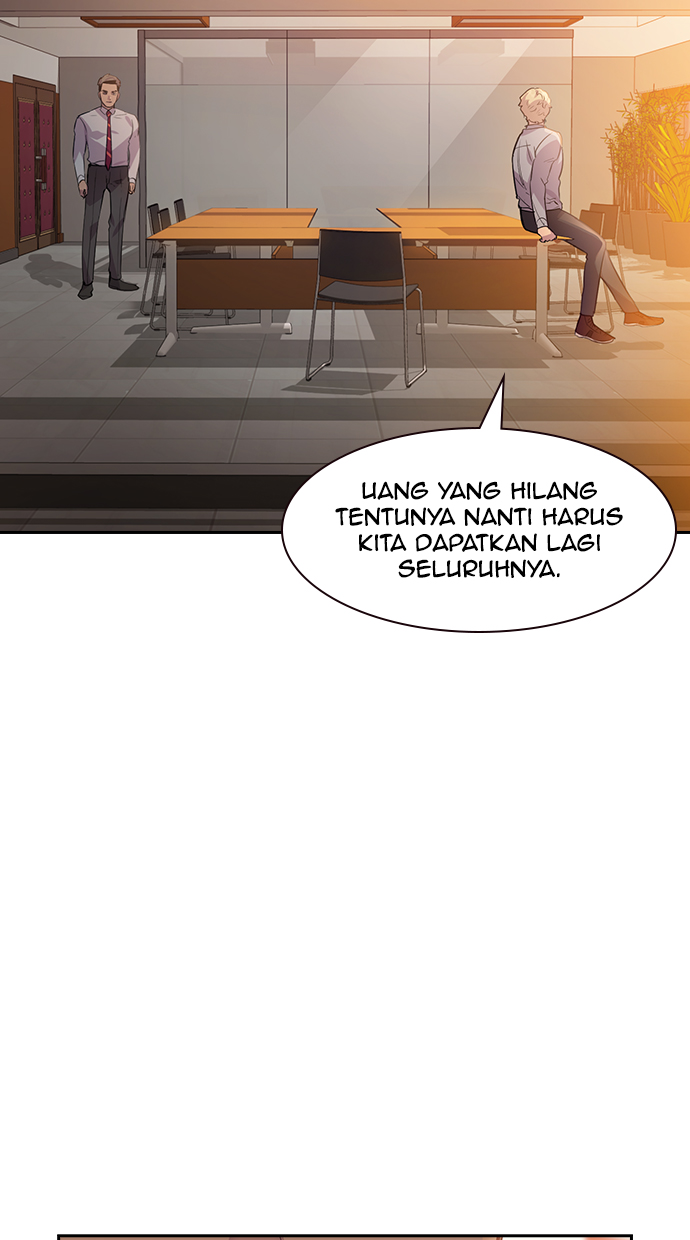 UANG YANG HILANG
TENTUNYA NANTI HARUS
KITA DAPATKAN LAGI
SELURUHNYA.